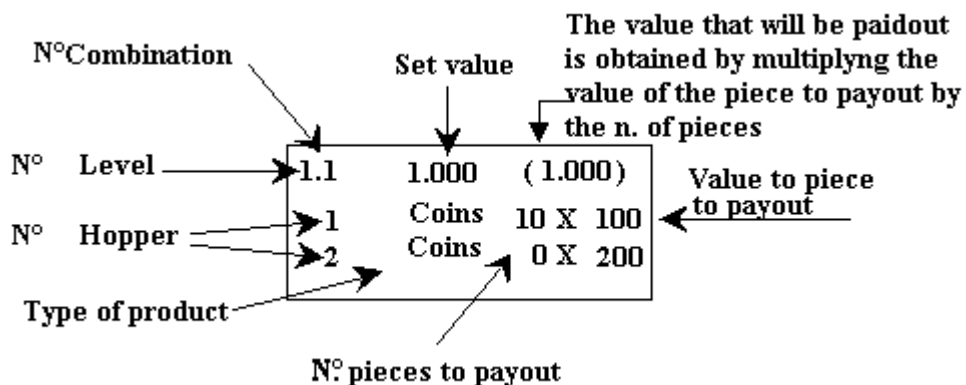 The value that will be paidout
is obtained by multiplyng the
value of the piece to payout by
the n. of pieces
N°Combination
Set value
N° Level
1.1 1.000 (1.000)
Value to piece
to payout
N° Hopper
1 Coins 10 X 100
2 Coins 0 X 200
Type of product
N°. pieces to payout